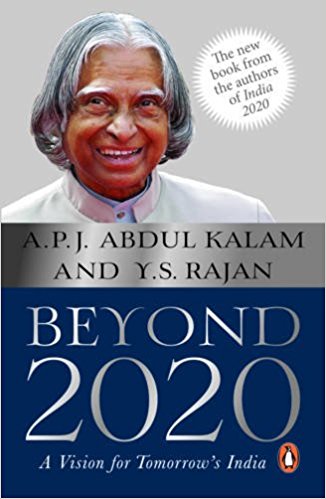 The new
book from
the authors
of India
2020
A.P.J. ABDUL KALAM
AND Y.S. RAJAN
BEYOND
2020
A Vision for Tomorrow's India